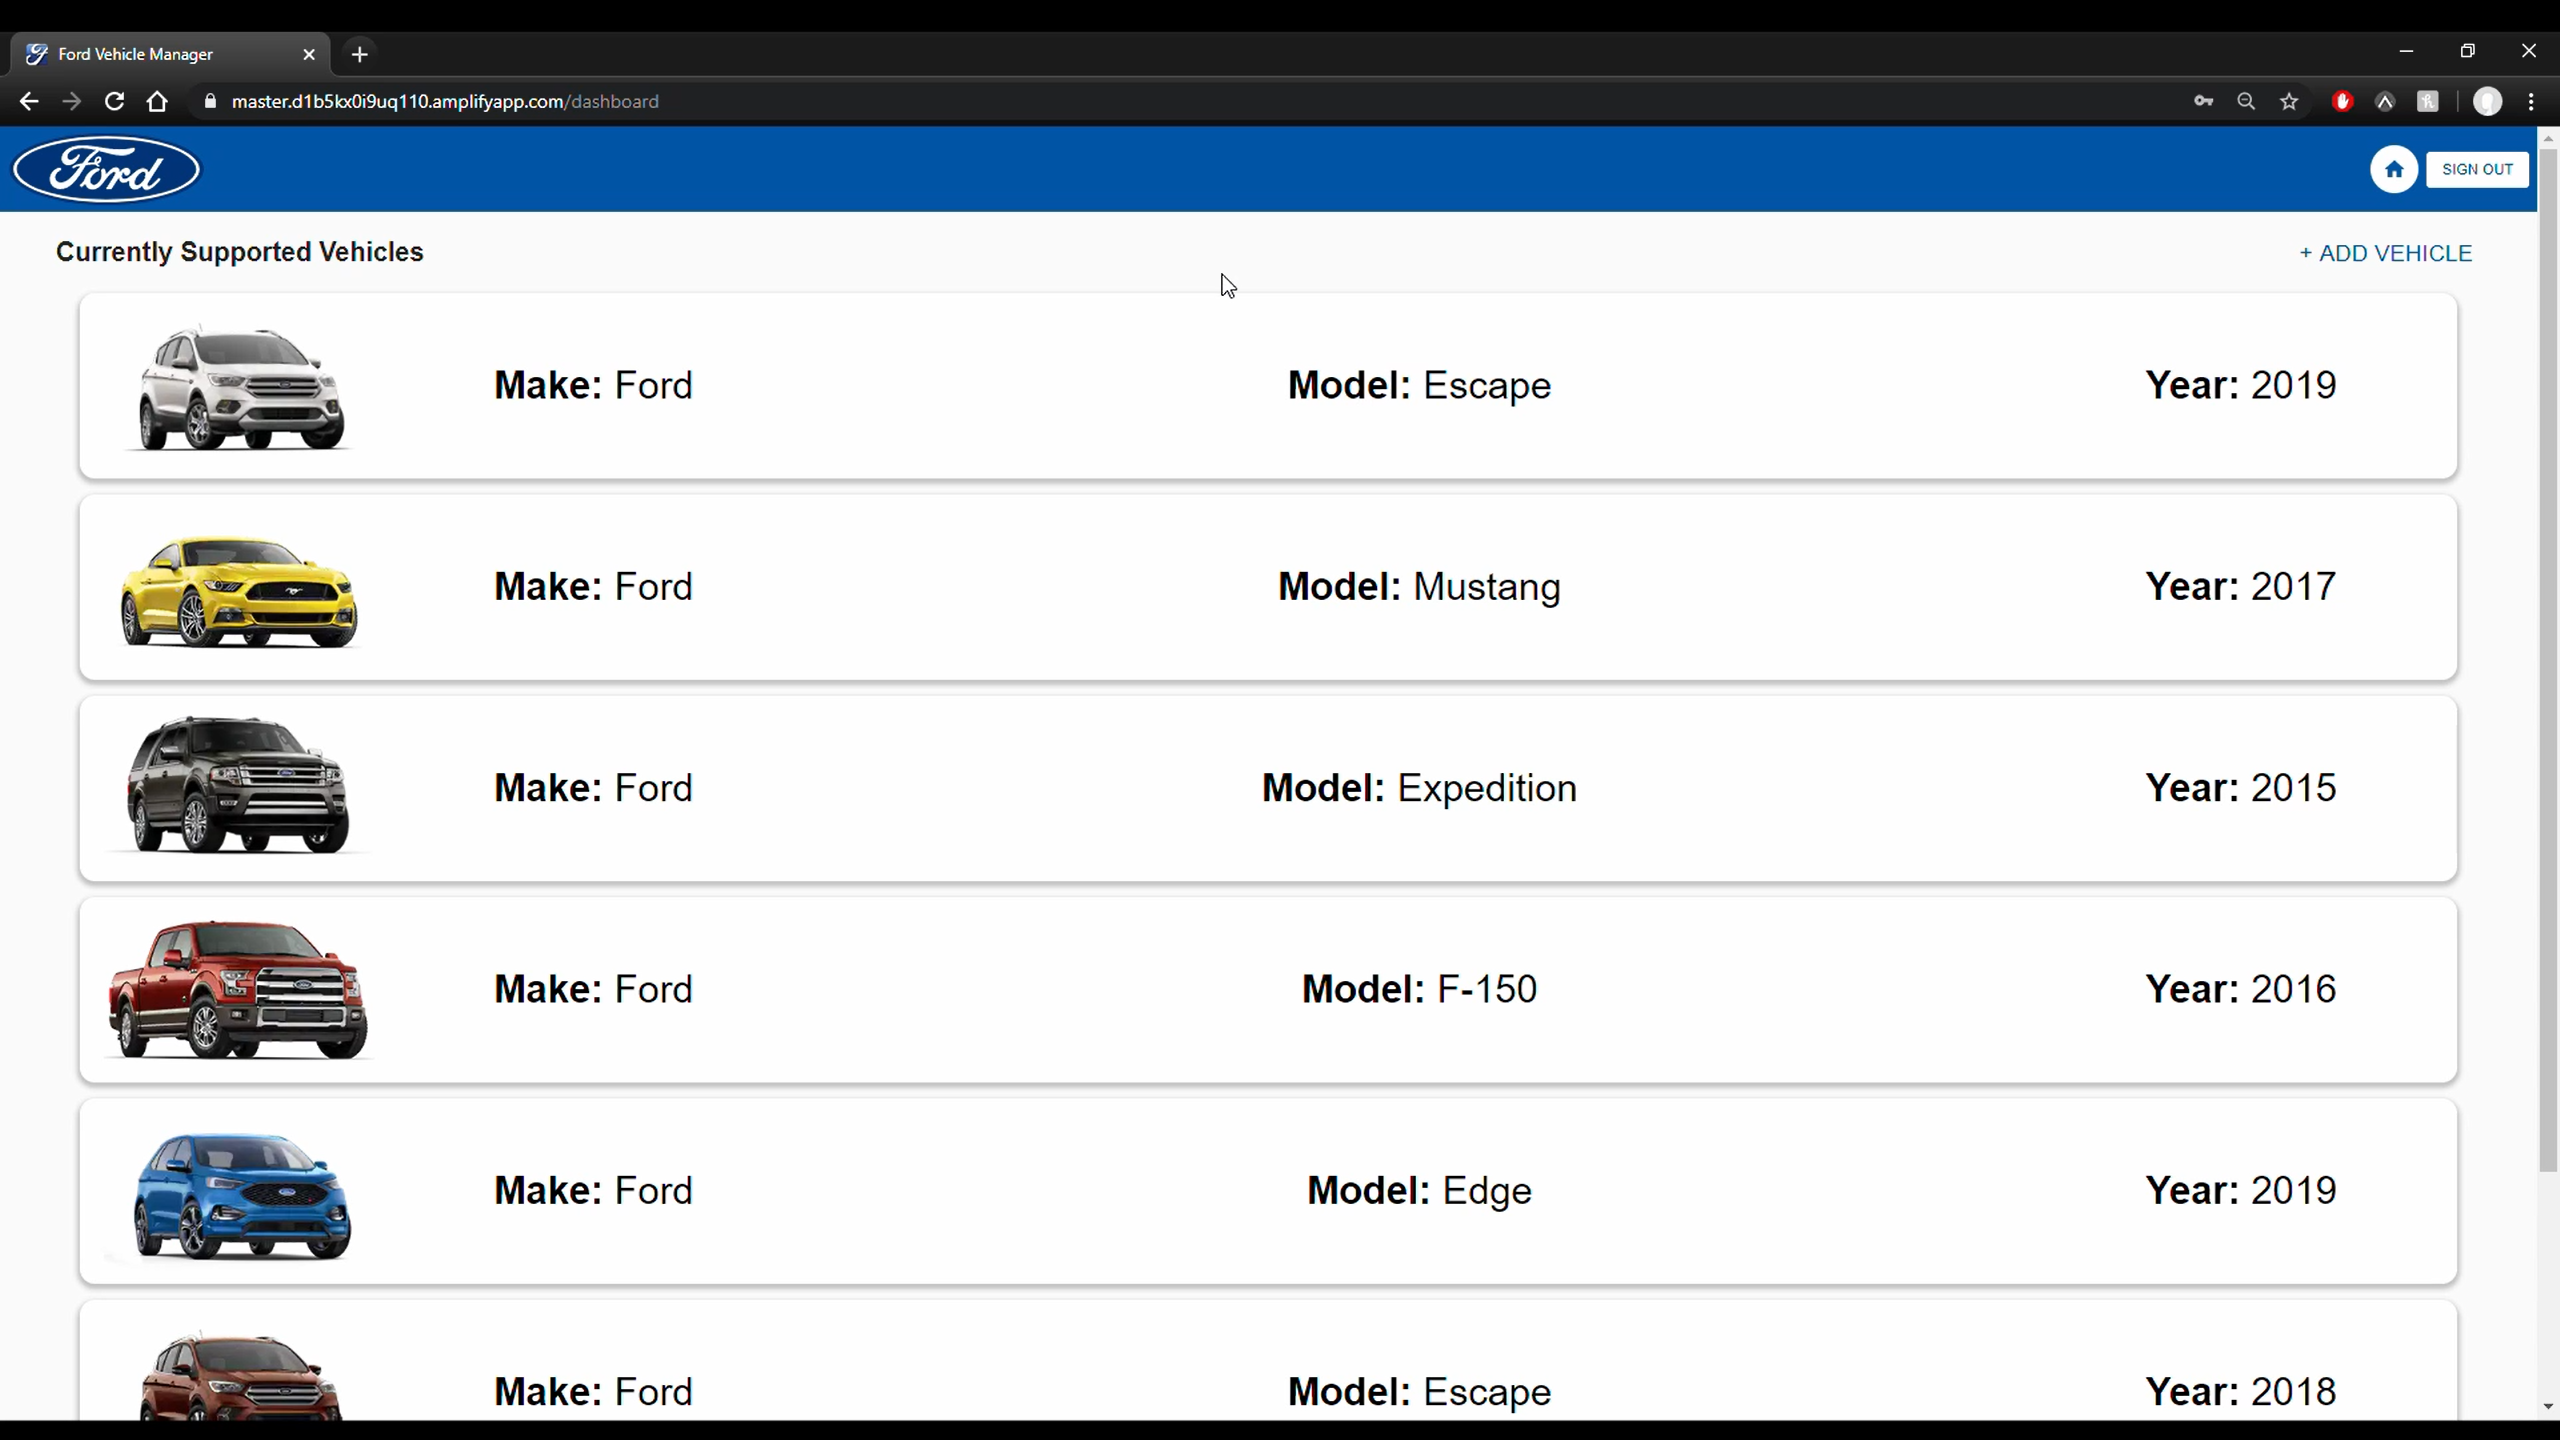 Ford Vehicle Manager
master.d1b5kx0i9uq110.amplifyapp.com/dashboard
Ford
SIGN OUT
Currently Supported Vehicles
+ ADD VEHICLE
Make: Ford Model: Escape Year: 2019
Make: Ford Model: Mustang Year: 2017
Make: Ford Model: Expedition Year: 2015
Make: Ford Model: F-150 Year: 2016
Make: Ford Model: Edge Year: 2019
Make: Ford Model: Escape Year: 2018